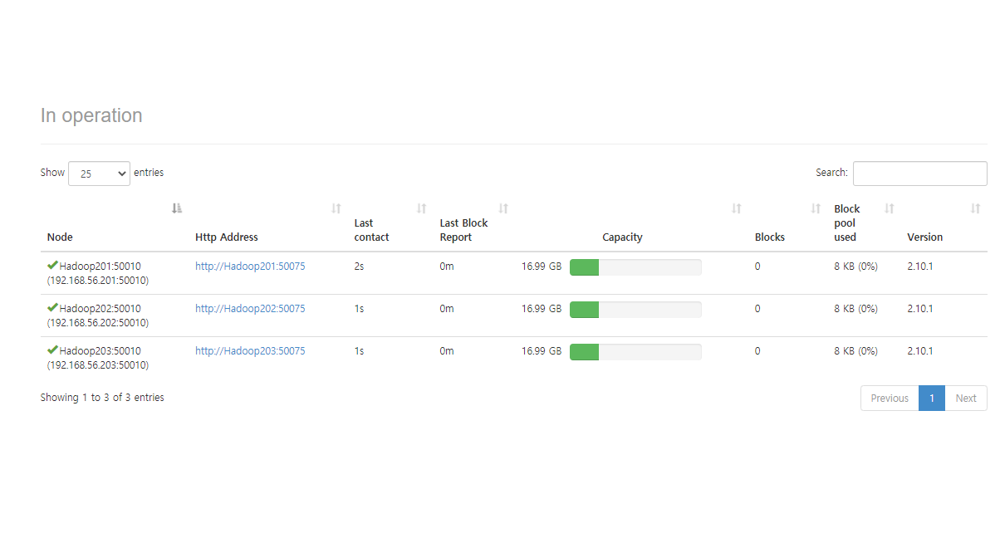 In operation
Show 25 entries
Search:
Node Http Address Last contact Last Block Report Capacity Blocks Block pool used Version
Hadoop201:50010 http://Hadoop201:50075 2s 0m 16.99 GB 0 8 KB (0%) 2.10.1
(192.168.56.201:50010)
Hadoop202:50010 http://Hadoop202:50075 1s 0m 16.99 GB 0 8 KB (0%) 2.10.1
(192.168.56.202:50010)
Hadoop203:50010 http://Hadoop203:50075 1s 0m 16.99 GB 0 8 KB (0%) 2.10.1
(192.168.56.203:50010)
Showing 1 to 3 of 3 entries
Previous 1 Next